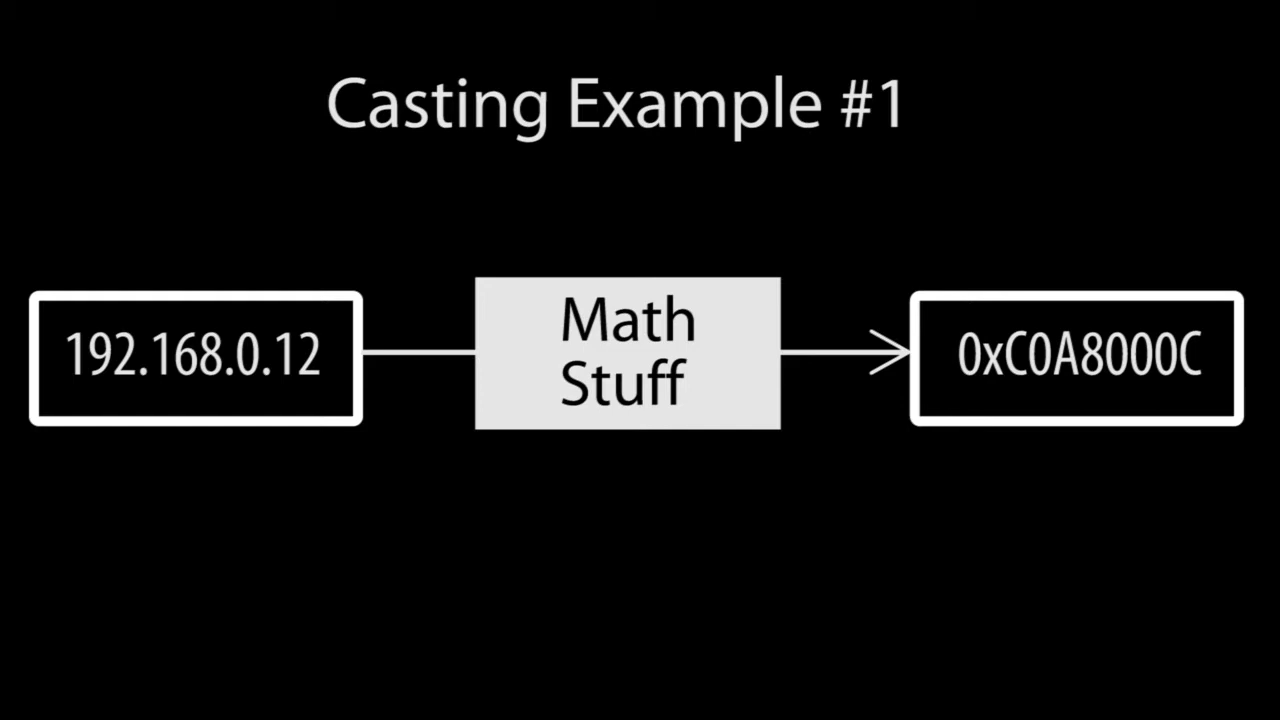 Casting Example #1
192.168.0.12
Math
Stuff
0xC0A8000C